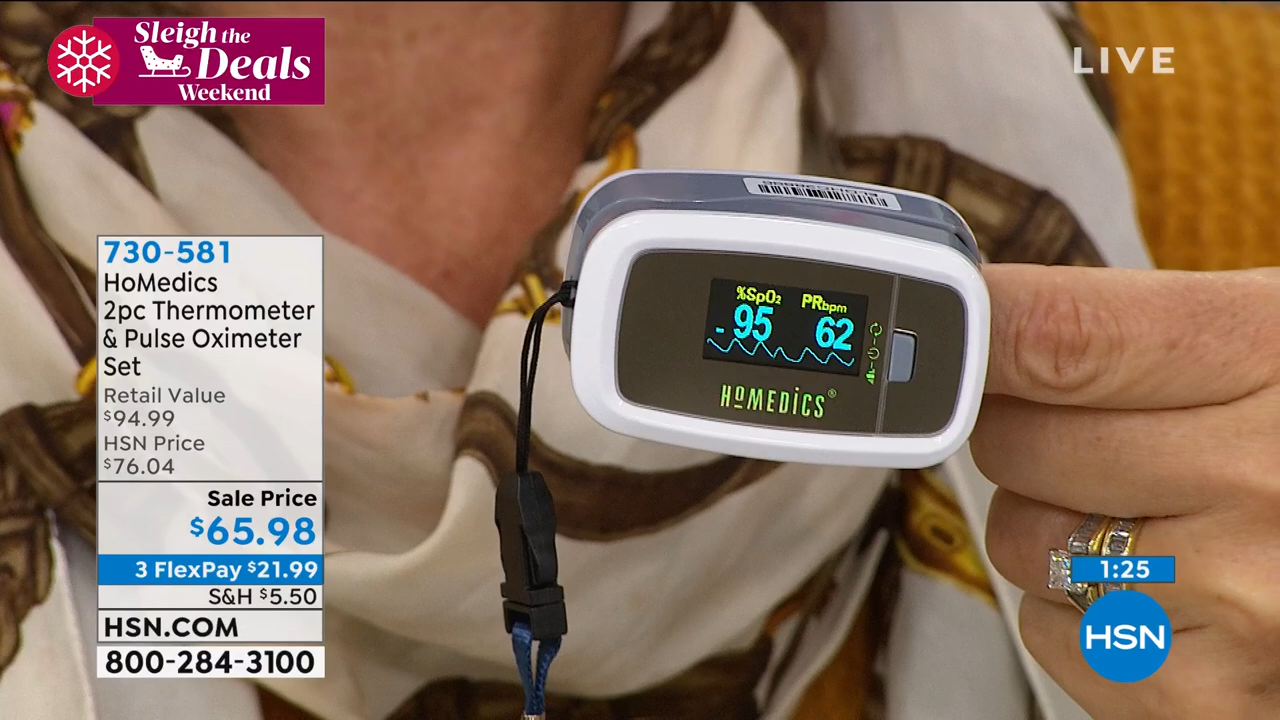 Sleigh the
Deals
Weekend
LIVE
730-581
HoMedics
2pc Thermometer
& Pulse Oximeter
Set
Retail Value
$94.99
HSN Price
$76.04
Sale Price
$65.98
3 FlexPay $21.99
S&H $5.50
HSN.COM
800-284-3100
%SpO₂ PRbpm
95 62
HOMEDICS®
1:25
HSN